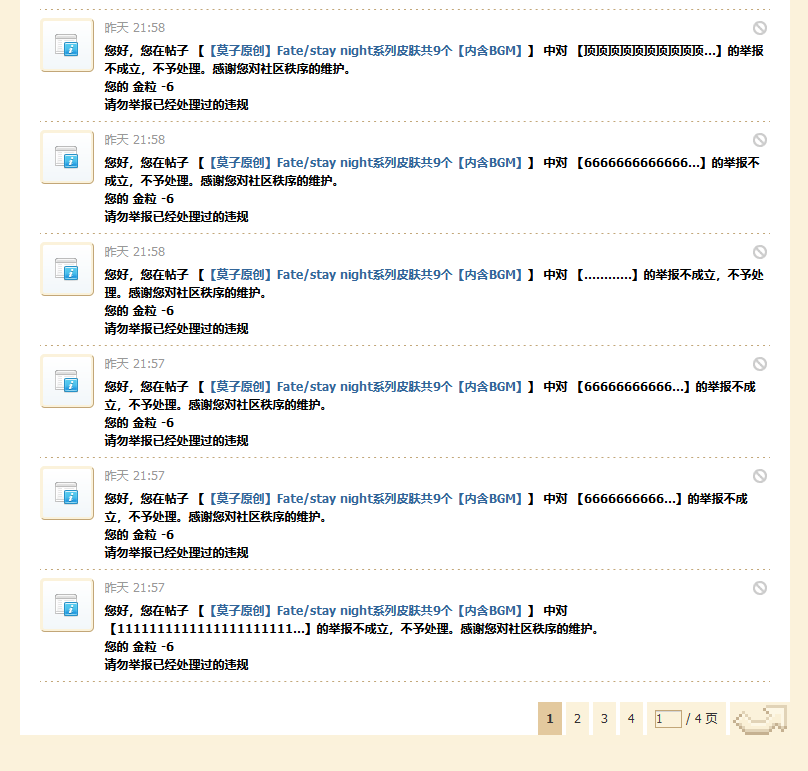 昨天 21:58
您好，您在帖子 【【莫子原创】Fate/stay night系列皮肤共9个【内含BGM】】 中对 【顶顶顶顶顶顶顶顶顶顶...】的举报
不成立，不予处理。感谢您对社区秩序的维护。
您的 金粒 -6
请勿举报已经处理过的违规
昨天 21:58
您好，您在帖子 【【莫子原创】Fate/stay night系列皮肤共9个【内含BGM】】 中对 【6666666666666...】的举报不
成立，不予处理。感谢您对社区秩序的维护。
您的 金粒 -6
请勿举报已经处理过的违规
昨天 21:58
您好，您在帖子 【【莫子原创】Fate/stay night系列皮肤共9个【内含BGM】】 中对 【............】的举报不成立，不予处
理。感谢您对社区秩序的维护。
您的 金粒 -6
请勿举报已经处理过的违规
昨天 21:57
您好，您在帖子 【【莫子原创】Fate/stay night系列皮肤共9个【内含BGM】】 中对 【66666666666...】的举报不成
立，不予处理。感谢您对社区秩序的维护。
您的 金粒 -6
请勿举报已经处理过的违规
昨天 21:57
您好，您在帖子 【【莫子原创】Fate/stay night系列皮肤共9个【内含BGM】】 中对 【6666666666...】的举报不成
立，不予处理。感谢您对社区秩序的维护。
您的 金粒 -6
请勿举报已经处理过的违规
昨天 21:57
您好，您在帖子 【【莫子原创】Fate/stay night系列皮肤共9个【内含BGM】】 中对
【1111111111111111111111...】的举报不成立，不予处理。感谢您对社区秩序的维护。
您的 金粒 -6
请勿举报已经处理过的违规
1 2 3 4 1 / 4 页